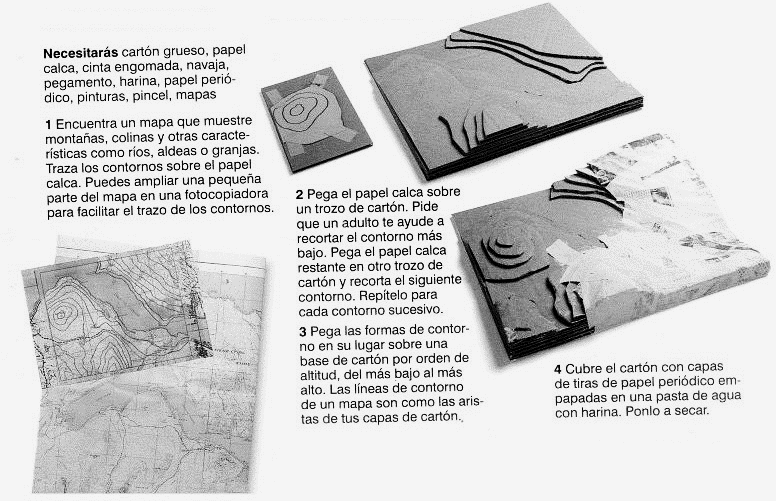 Necesitarás cartón grueso, papel
calca, cinta engomada, navaja,
pegamento, harina, papel perió-
dico, pinturas, pincel, mapas
1 Encuentra un mapa que muestre
montañas, colinas y otras caracte-
rísticas como ríos, aldeas o granjas.
Traza los contornos sobre el papel
calca. Puedes ampliar una pequeña
parte del mapa en una fotocopiadora
para facilitar el trazo de los contornos.
2 Pega el papel calca sobre
un trozo de cartón. Pide
que un adulto te ayude a
recortar el contorno más
bajo. Pega el papel calca
restante en otro trozo de
cartón y recorta el siguiente
contorno. Repítelo para
cada contorno sucesivo.
3 Pega las formas de contor-
no en su lugar sobre una
base de cartón por orden de
altitud, del más bajo al más
alto. Las líneas de contorno
de un mapa son como las aris-
tas de tus capas de cartón.
4 Cubre el cartón con capas
de tiras de papel periódico em-
papadas en una pasta de agua
con harina. Ponlo a secar.